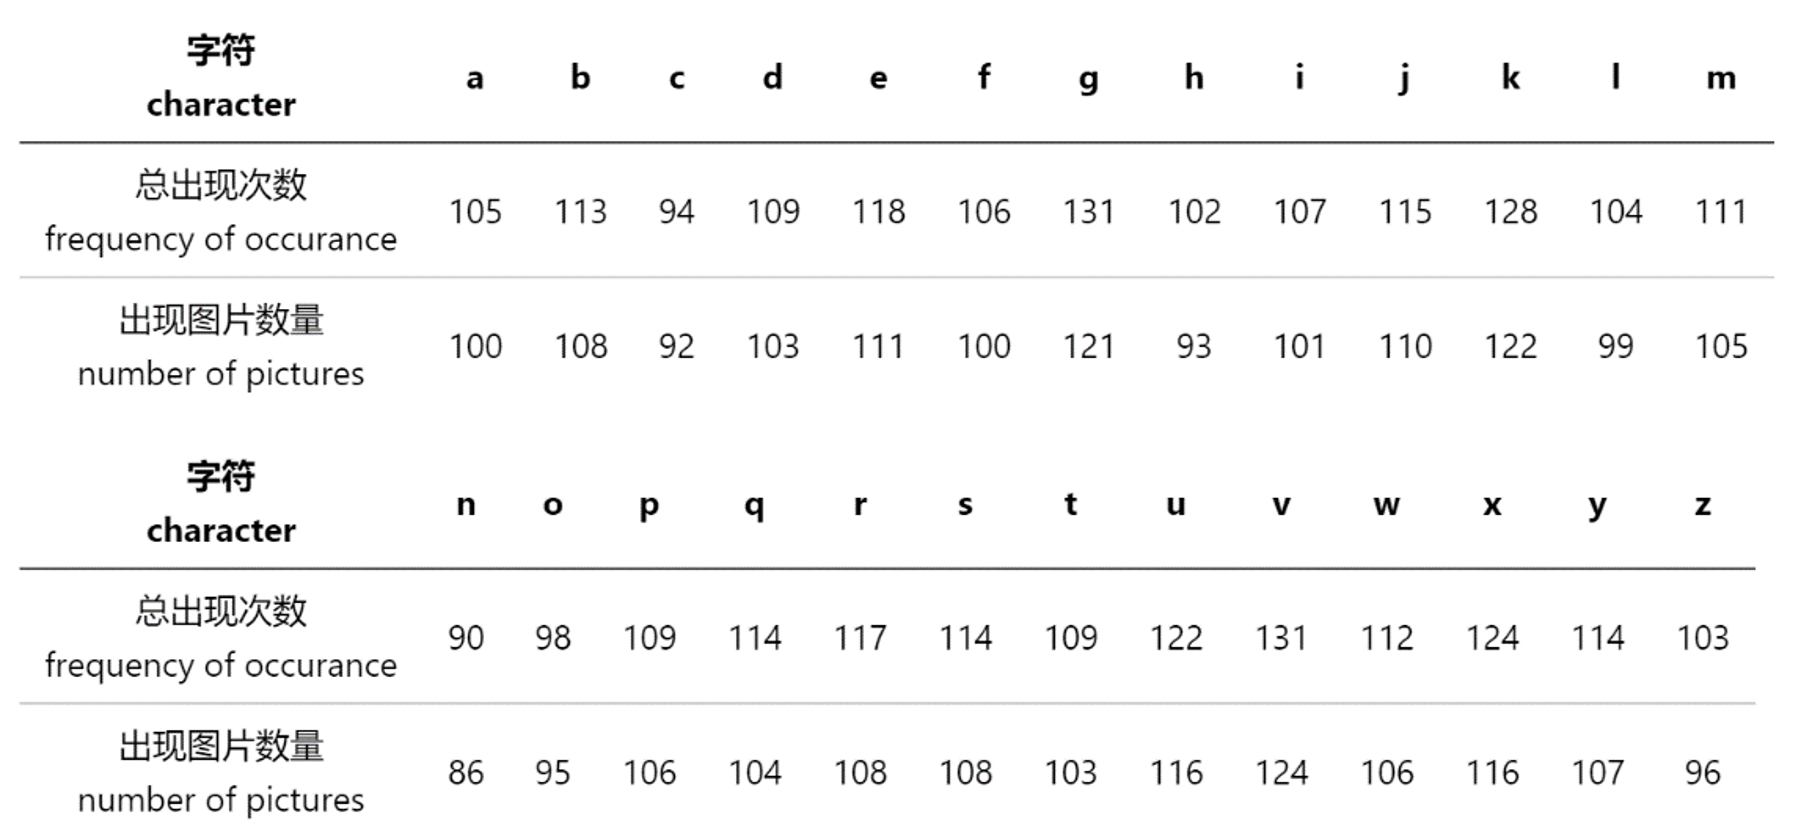 字符
character a b c d e f g h i j k l m
总出现次数
frequency of occurance 105 113 94 109 118 106 131 102 107 115 128 104 111
出现图片数量
number of pictures 100 108 92 103 111 100 121 93 101 110 122 99 105
字符
character n o p q r s t u v w x y z
总出现次数
frequency of occurance 90 98 109 114 117 114 109 122 131 112 124 114 103
出现图片数量
number of pictures 86 95 106 104 108 108 103 116 124 106 116 107 96